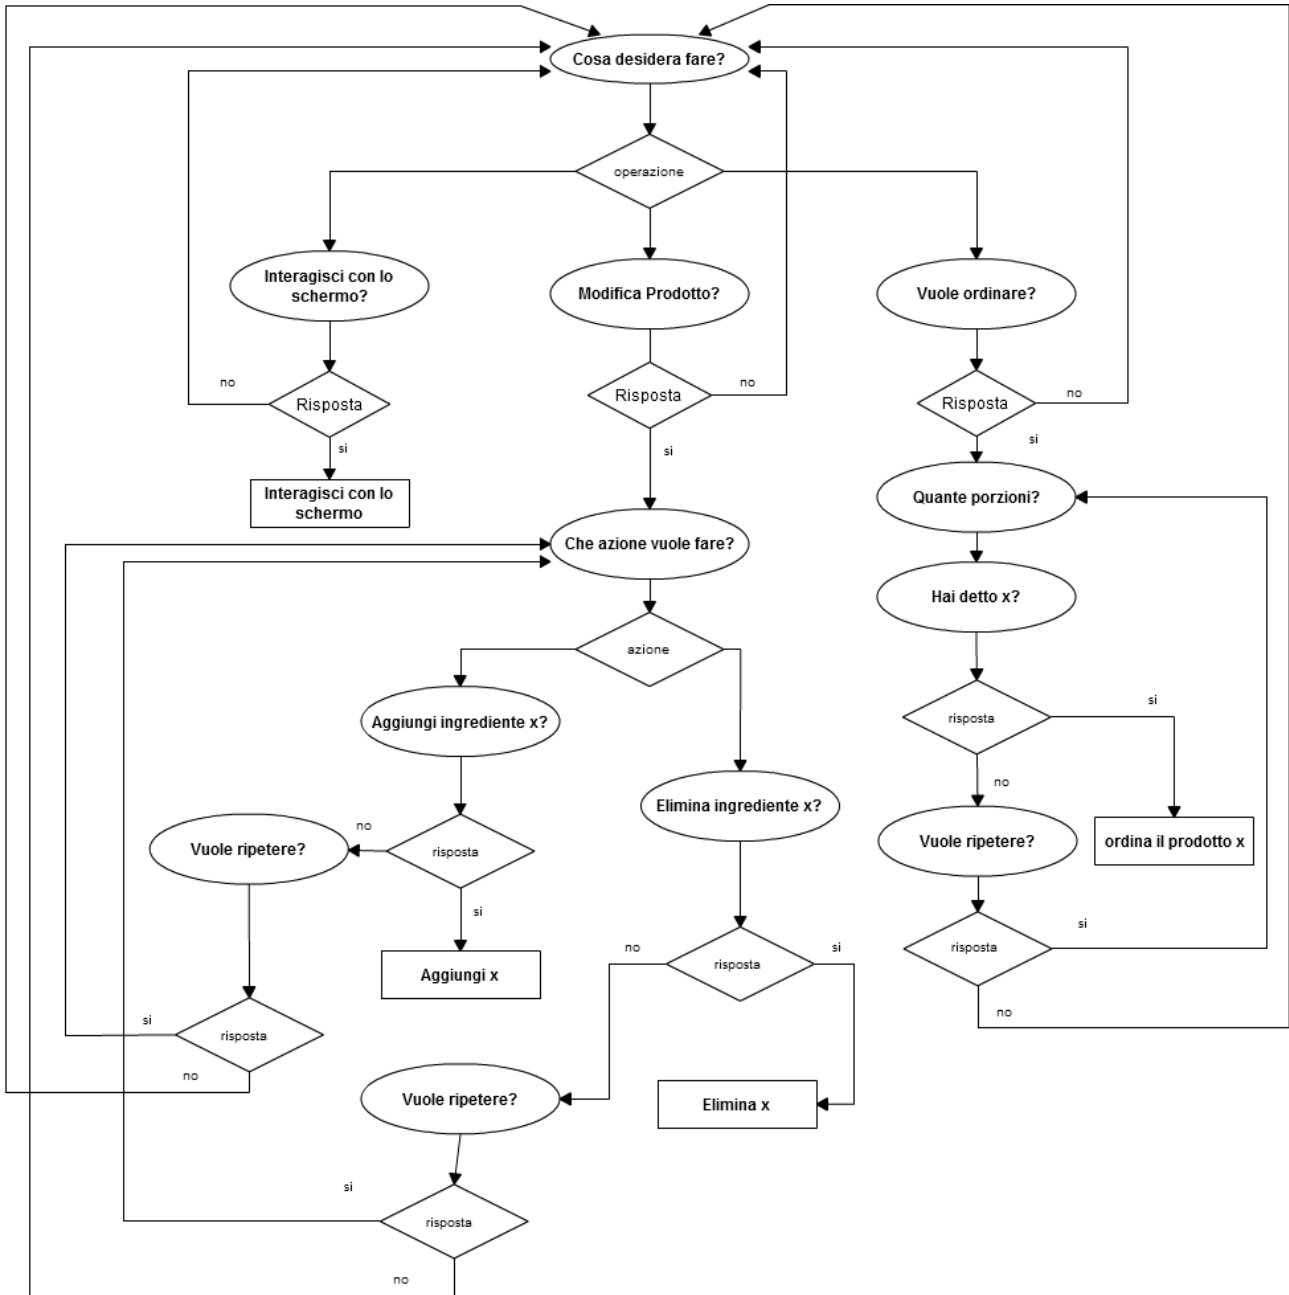 Cosa desidera fare?
operazione
Interagisci con lo
schermo?
Modifica Prodotto?
Vuole ordinare?
no
Risposta
si
Risposta
no
si
Risposta
no
si
Interagisci con lo
schermo
Quante porzioni?
Che azione vuole fare?
Hai detto x?
azione
Aggiungi ingrediente x?
risposta
si
no
Elimina ingrediente x?
Vuole ripetere?
no
risposta
si
Vuole ripetere?
ordina il prodotto x
risposta
si
no
Aggiungi x
no
risposta
si
si
risposta
no
Vuole ripetere?
Elimina x
si
risposta
no